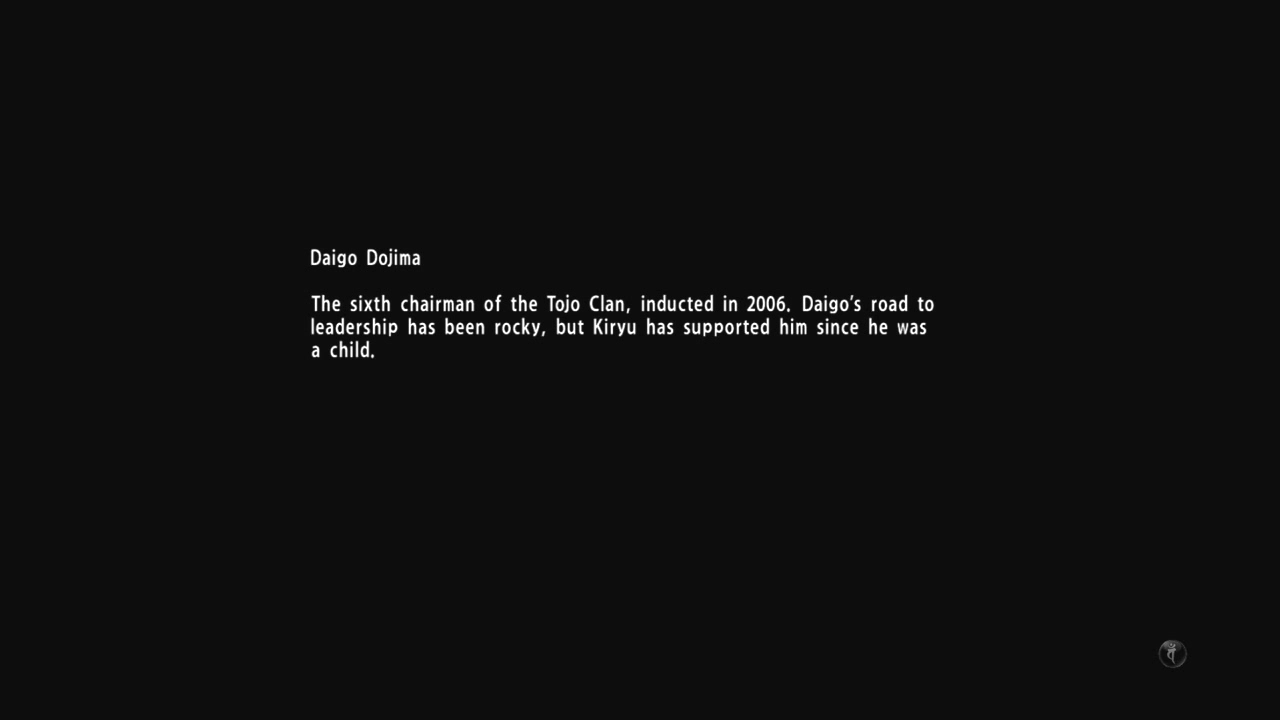 Daigo Dojima
The sixth chairman of the Tojo Clan, inducted in 2006. Daigo's road to
leadership has been rocky, but Kiryu has supported him since he was
a child.